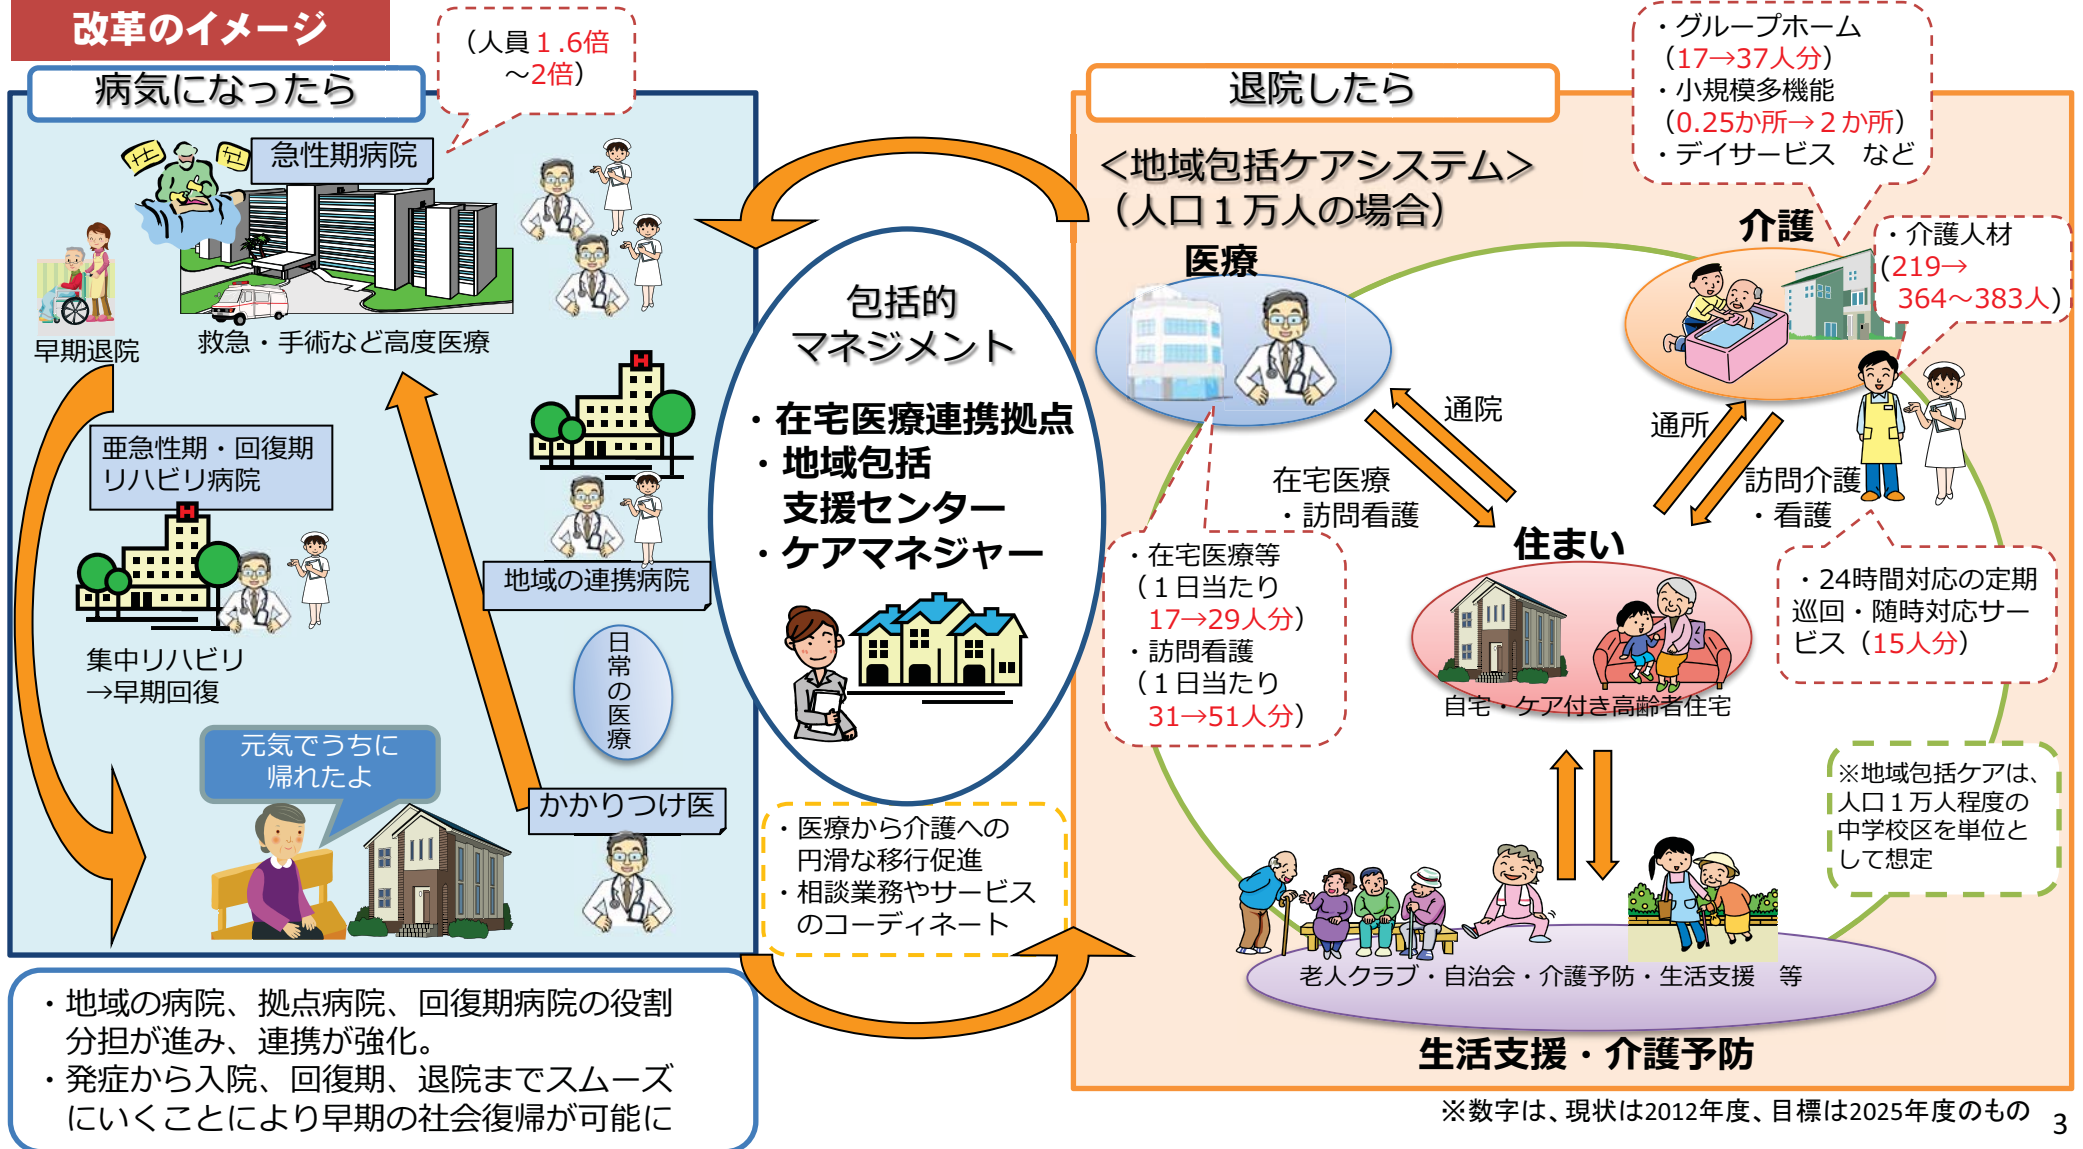 改革のイメージ
病気になったら
（人員１.6倍
～2倍）
急性期病院
早期退院
救急・手術など高度医療
亜急性期・回復期
リハビリ病院
集中リハビリ
→早期回復
地域の連携病院
日常の医療
元気でうちに
帰れたよ
かかりつけ医
・地域の病院、拠点病院、回復期病院の役割
分担が進み、連携が強化。
・発症から入院、回復期、退院までスムーズ
にいくことにより早期の社会復帰が可能に
包括的
マネジメント
・在宅医療連携拠点
・地域包括
支援センター
・ケアマネジャー
・医療から介護への
円滑な移行促進
・相談業務やサービス
のコーディネート
退院したら
＜地域包括ケアシステム＞
（人口１万人の場合）
・グループホーム
（17→37人分）
・小規模多機能
（0.25か所→２か所）
・デイサービス　など
介護
・介護人材
(219→
364～383人)
医療
通院
在宅医療
・訪問看護
通所
訪問介護
・看護
・在宅医療等
（１日当たり
17→29人分）
・訪問看護
（１日当たり
31→51人分）
住まい
自宅・ケア付き高齢者住宅
・24時間対応の定期
巡回・随時対応サー
ビス（15人分）
※地域包括ケアは、
人口１万人程度の
中学校区を単位と
して想定
老人クラブ・自治会・介護予防・生活支援　等
生活支援・介護予防
※数字は、現状は2012年度、目標は2025年度のもの
3